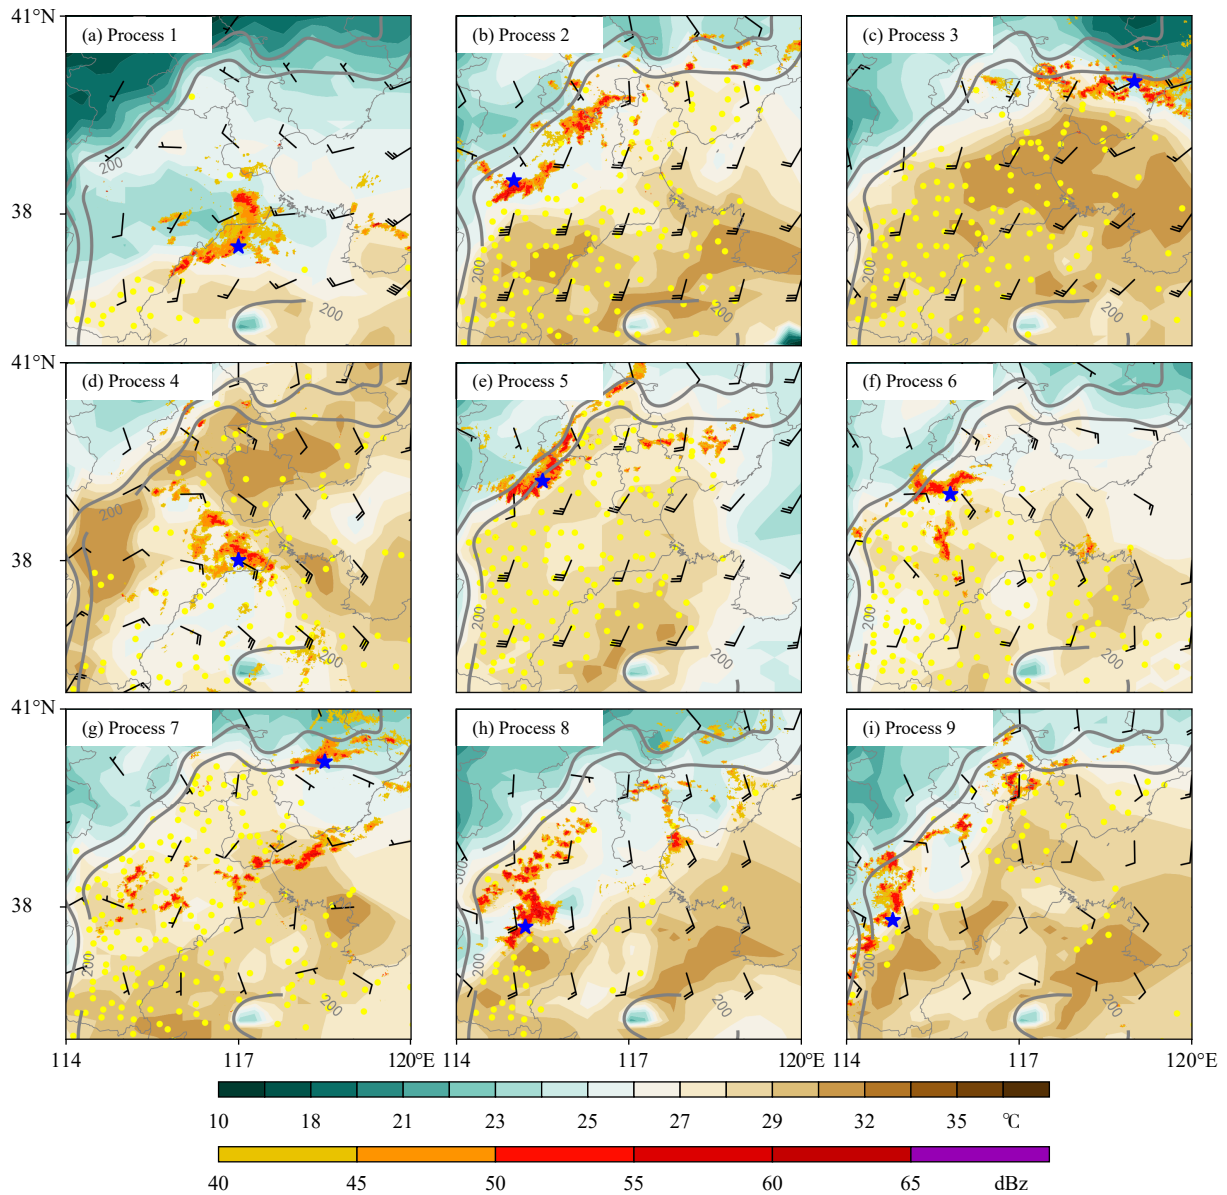 41°N
(a) Process 1
(b) Process 2
(c) Process 3
200
38
200
200
200
200
200
41°N
(d) Process 4
(e) Process 5
(f) Process 6
200
38
200
200
200
200
200
41°N
(g) Process 7
(h) Process 8
(i) Process 9
38
200
200
200
200
200
114
117
120°E
114
117
120°E
114
117
120°E
10
18
21
23
25
27
29
32
35
℃
40
45
50
55
60
65
dBz